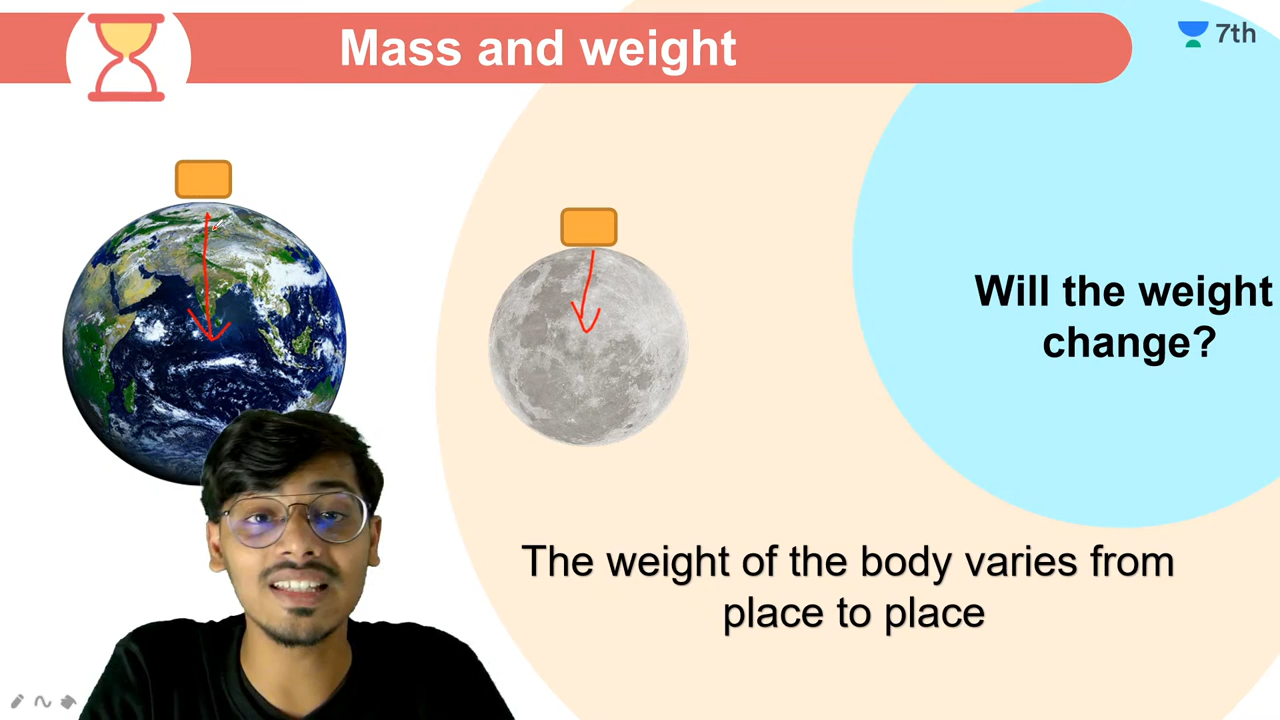 Mass and weight
7th
Will the weight
change?
The weight of the body varies from
place to place